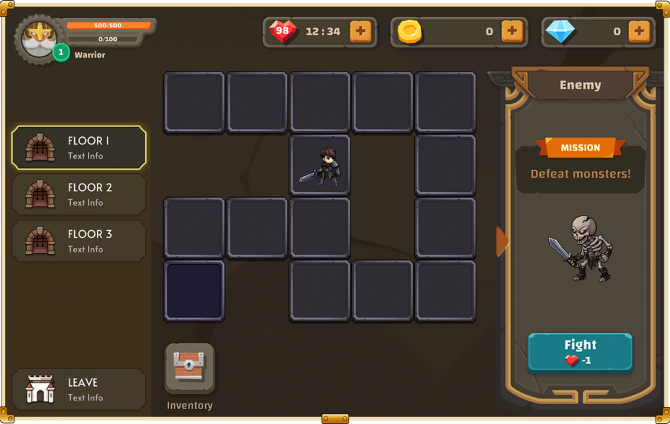 500/500
0/100
1
Warrior
98
12:34
0
0
FLOOR 1
Text Info
FLOOR 2
Text Info
FLOOR 3
Text Info
LEAVE
Text Info
Inventory
Enemy
MISSION
Defeat monsters!
Fight
-1